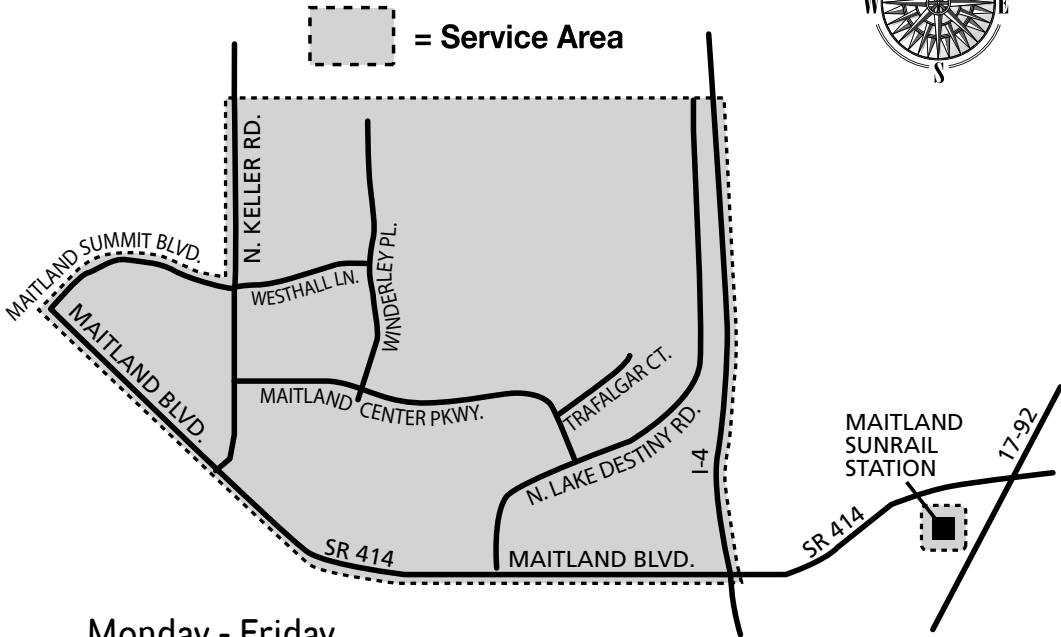 = Service Area
W
E
S
N. KELLER RD.
MAITLAND SUMMIT BLVD.
WESTHALL LN.
WINDERLEY PL.
MAITLAND BLVD.
MAITLAND CENTER PKWY.
TRAFALGAR CT.
N. LAKE DESTINY RD.
I-4
MAITLAND
SUNRAIL
STATION
17-92
SR 414
SR 414
MAITLAND BLVD.
Monday - Friday